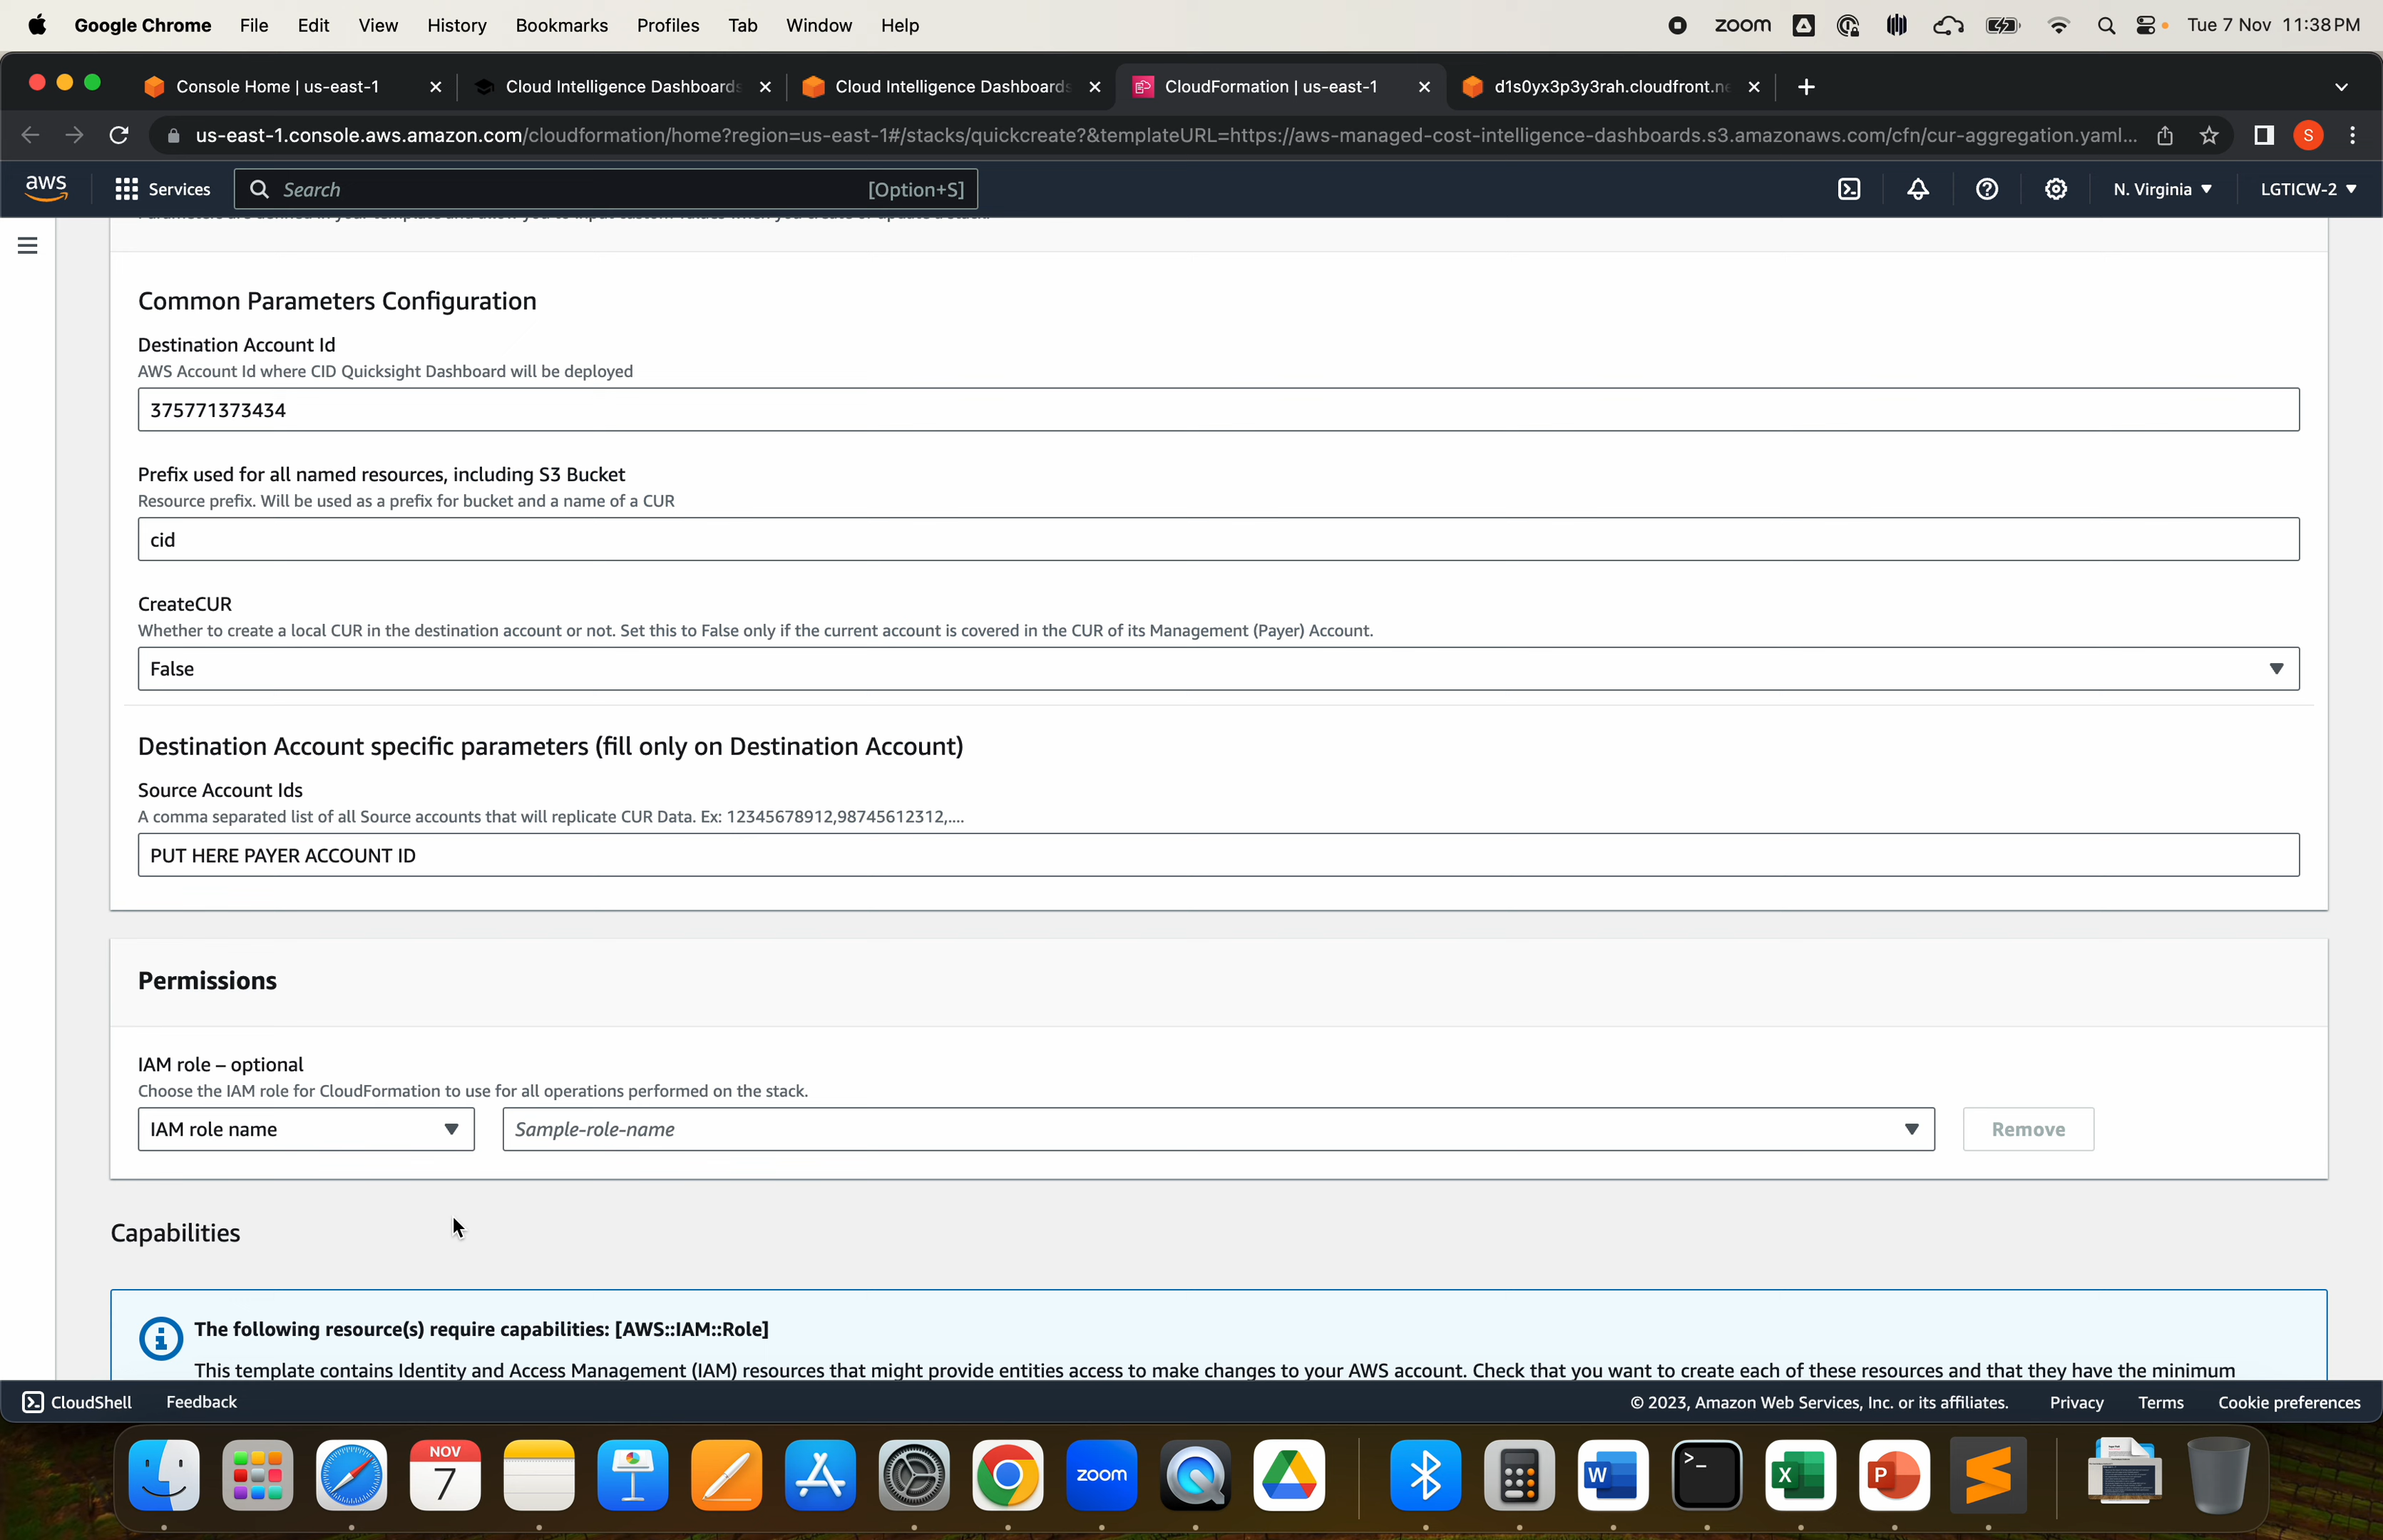 Google Chrome File Edit View History Bookmarks Profiles Tab Window Help zoom Tue 7 Nov 11:38 PM
Console Home | us-east-1 Cloud Intelligence Dashboards Cloud Intelligence Dashboards CloudFormation | us-east-1 d1s0yx3p3y3rah.cloudfront.ne
us-east-1.console.aws.amazon.com/cloudformation/home?region=us-east-1#/stacks/quickcreate?&templateURL=https://aws-managed-cost-intelligence-dashboards.s3.amazonaws.com/cfn/cur-aggregation.yaml... S
aws Services Search [Option+S] N. Virginia LGTICW-2
Common Parameters Configuration
Destination Account Id
AWS Account Id where CID Quicksight Dashboard will be deployed
375771373434
Prefix used for all named resources, including S3 Bucket
Resource prefix. Will be used as a prefix for bucket and a name of a CUR
cid
CreateCUR
Whether to create a local CUR in the destination account or not. Set this to False only if the current account is covered in the CUR of its Management (Payer) Account.
False
Destination Account specific parameters (fill only on Destination Account)
Source Account Ids
A comma separated list of all Source accounts that will replicate CUR Data. Ex: 12345678912,98745612312,....
PUT HERE PAYER ACCOUNT ID
Permissions
IAM role – optional
Choose the IAM role for CloudFormation to use for all operations performed on the stack.
IAM role name Sample-role-name Remove
Capabilities
The following resource(s) require capabilities: [AWS::IAM::Role]
This template contains Identity and Access Management (IAM) resources that might provide entities access to make changes to your AWS account. Check that you want to create each of these resources and that they have the minimum
CloudShell Feedback © 2023, Amazon Web Services, Inc. or its affiliates. Privacy Terms Cookie preferences
NOV
7 zoom W X P